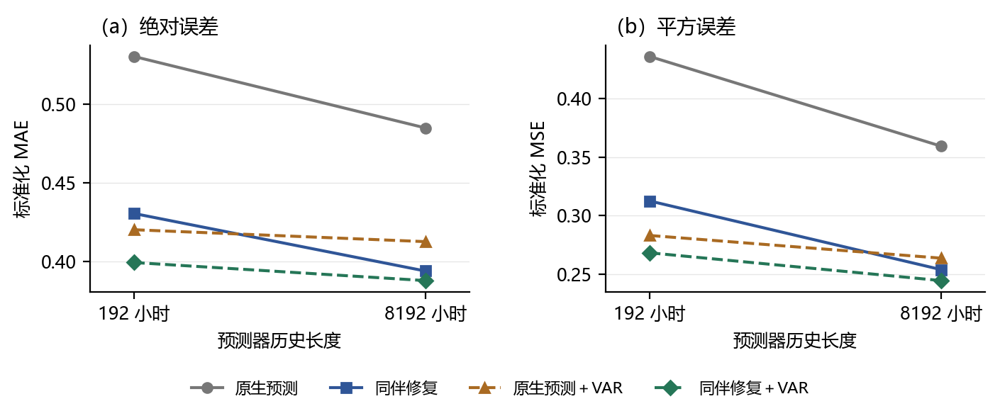 （a）绝对误差
标准化 MAE
0.50
0.45
0.40
192 小时
8192 小时
预测器历史长度
（b）平方误差
标准化 MSE
0.40
0.35
0.30
0.25
192 小时
8192 小时
预测器历史长度
原生预测
同伴修复
原生预测 + VAR
同伴修复 + VAR